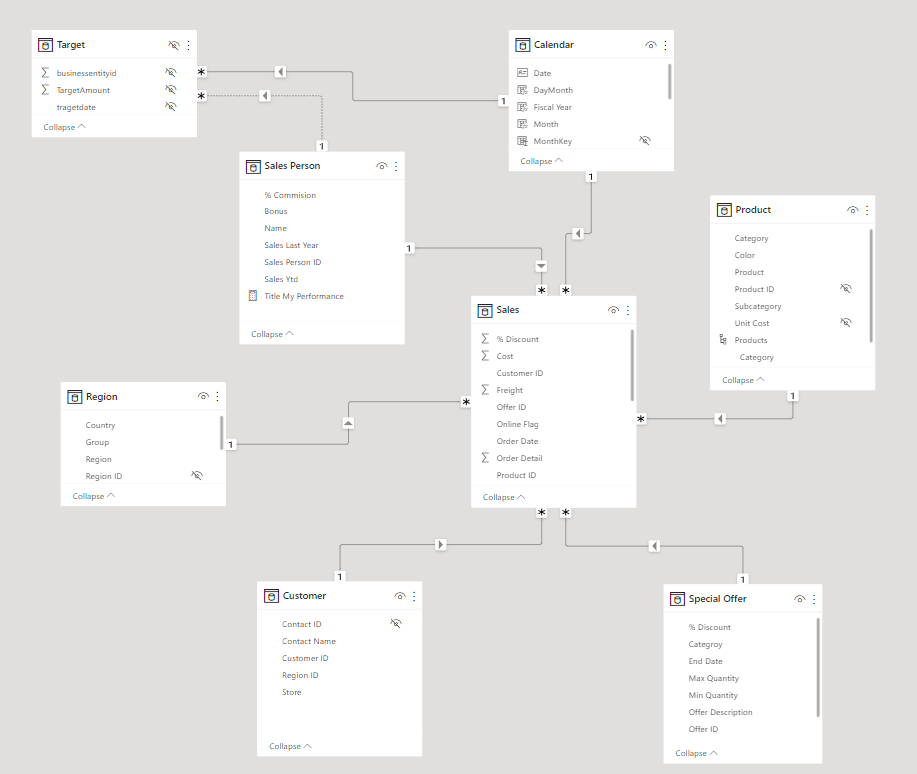 Target
businessentityid
TargetAmount
tragetdate
Collapse
Calendar
Date
DayMonth
Fiscal Year
Month
MonthKey
Collapse
*
*
1
1
1
Sales Person
% Commision
Bonus
Name
Sales Last Year
Sales Person ID
Sales Ytd
Title My Performance
Collapse
1
Product
Category
Color
Product
Product ID
Subcategory
Unit Cost
Products
Category
Collapse
1
*
*
Sales
% Discount
Cost
Customer ID
Freight
Offer ID
Online Flag
Order Date
Order Detail
Product ID
Collapse
*
*
*
*
Region
Country
Group
Region
Region ID
Collapse
1
1
Customer
Contact ID
Contact Name
Customer ID
Region ID
Store
Collapse
1
Special Offer
% Discount
Categroy
End Date
Max Quantity
Min Quantity
Offer Description
Offer ID
Collapse